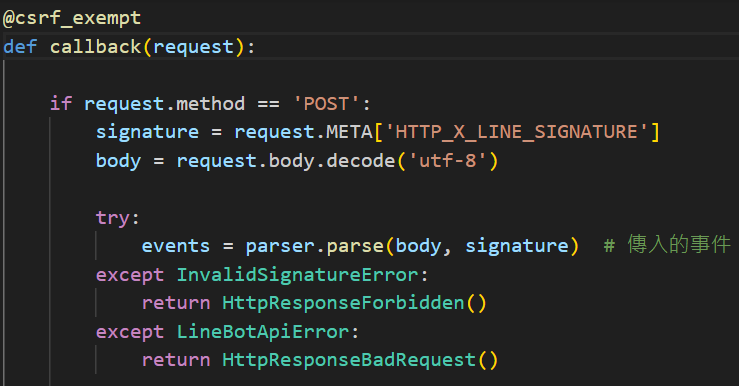 @csrf_exempt
def callback(request):
if request.method == 'POST':
signature = request.META['HTTP_X_LINE_SIGNATURE']
body = request.body.decode('utf-8')
try:
events = parser.parse(body, signature)  # 傳入的事件
except InvalidSignatureError:
return HttpResponseForbidden()
except LineBotApiError:
return HttpResponseBadRequest()